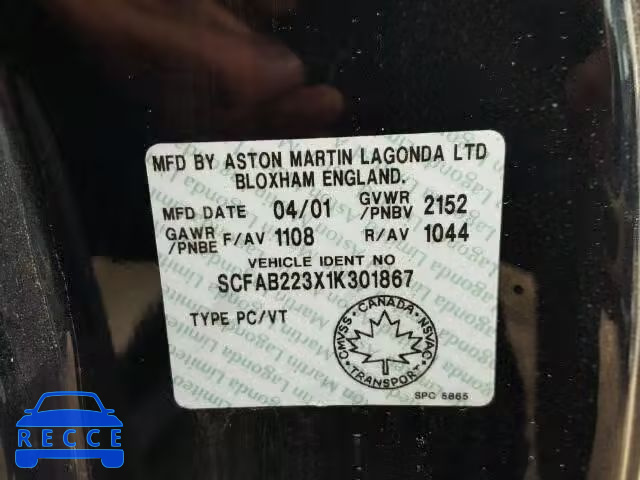 MFD BY ASTON MARTIN LAGONDA LTD
BLOXHAM ENGLAND.
MFD DATE 04/01 GVWR /PNBV 2152
GAWR /PNBE F/AV 1108 R/AV 1044
VEHICLE IDENT NO
SCFAB223X1K301867
TYPE PC/VT
CANADA
CMVSS NSVAC
TRANSPORT
SPC 5865
RECCE